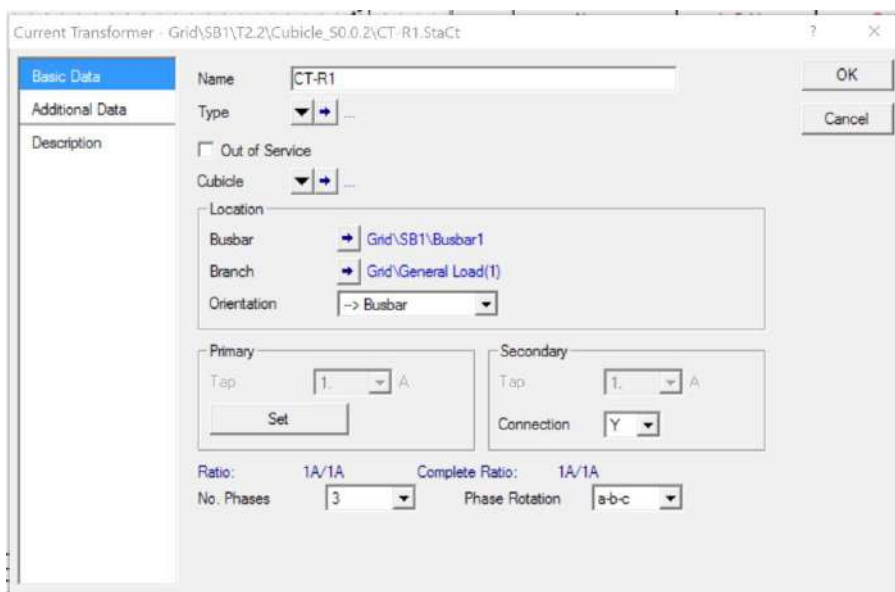 Current Transformer - Grid\SB1\T2.2\Cubicle_S0.0.2\CT-R1.StaCt ? ×
Basic Data
Additional Data
Description
Name CT-R1
Type ...
Out of Service
Cubicle ...
Location
Busbar Grid\SB1\Busbar1
Branch Grid\General Load(1)
Orientation --> Busbar
Primary
Tap 1. A
Set
Secondary
Tap 1. A
Connection Y
Ratio: 1A/1A Complete Ratio: 1A/1A
No. Phases 3 Phase Rotation a-b-c
OK
Cancel